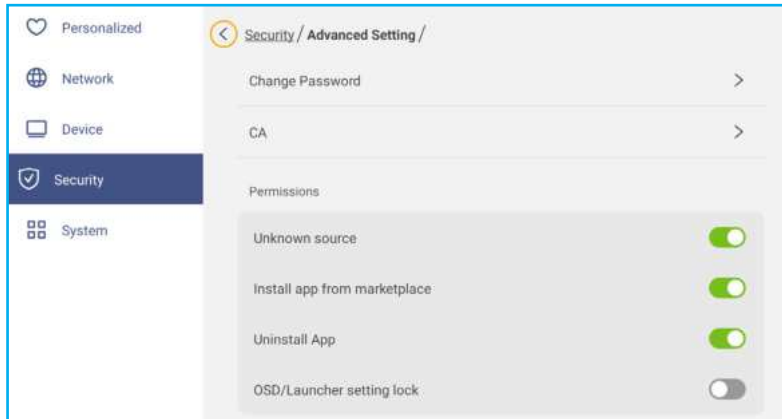 Personalized
Network
Device
Security
System
Security / Advanced Setting /
Change Password
CA
Permissions
Unknown source
Install app from marketplace
Uninstall App
OSD/Launcher setting lock